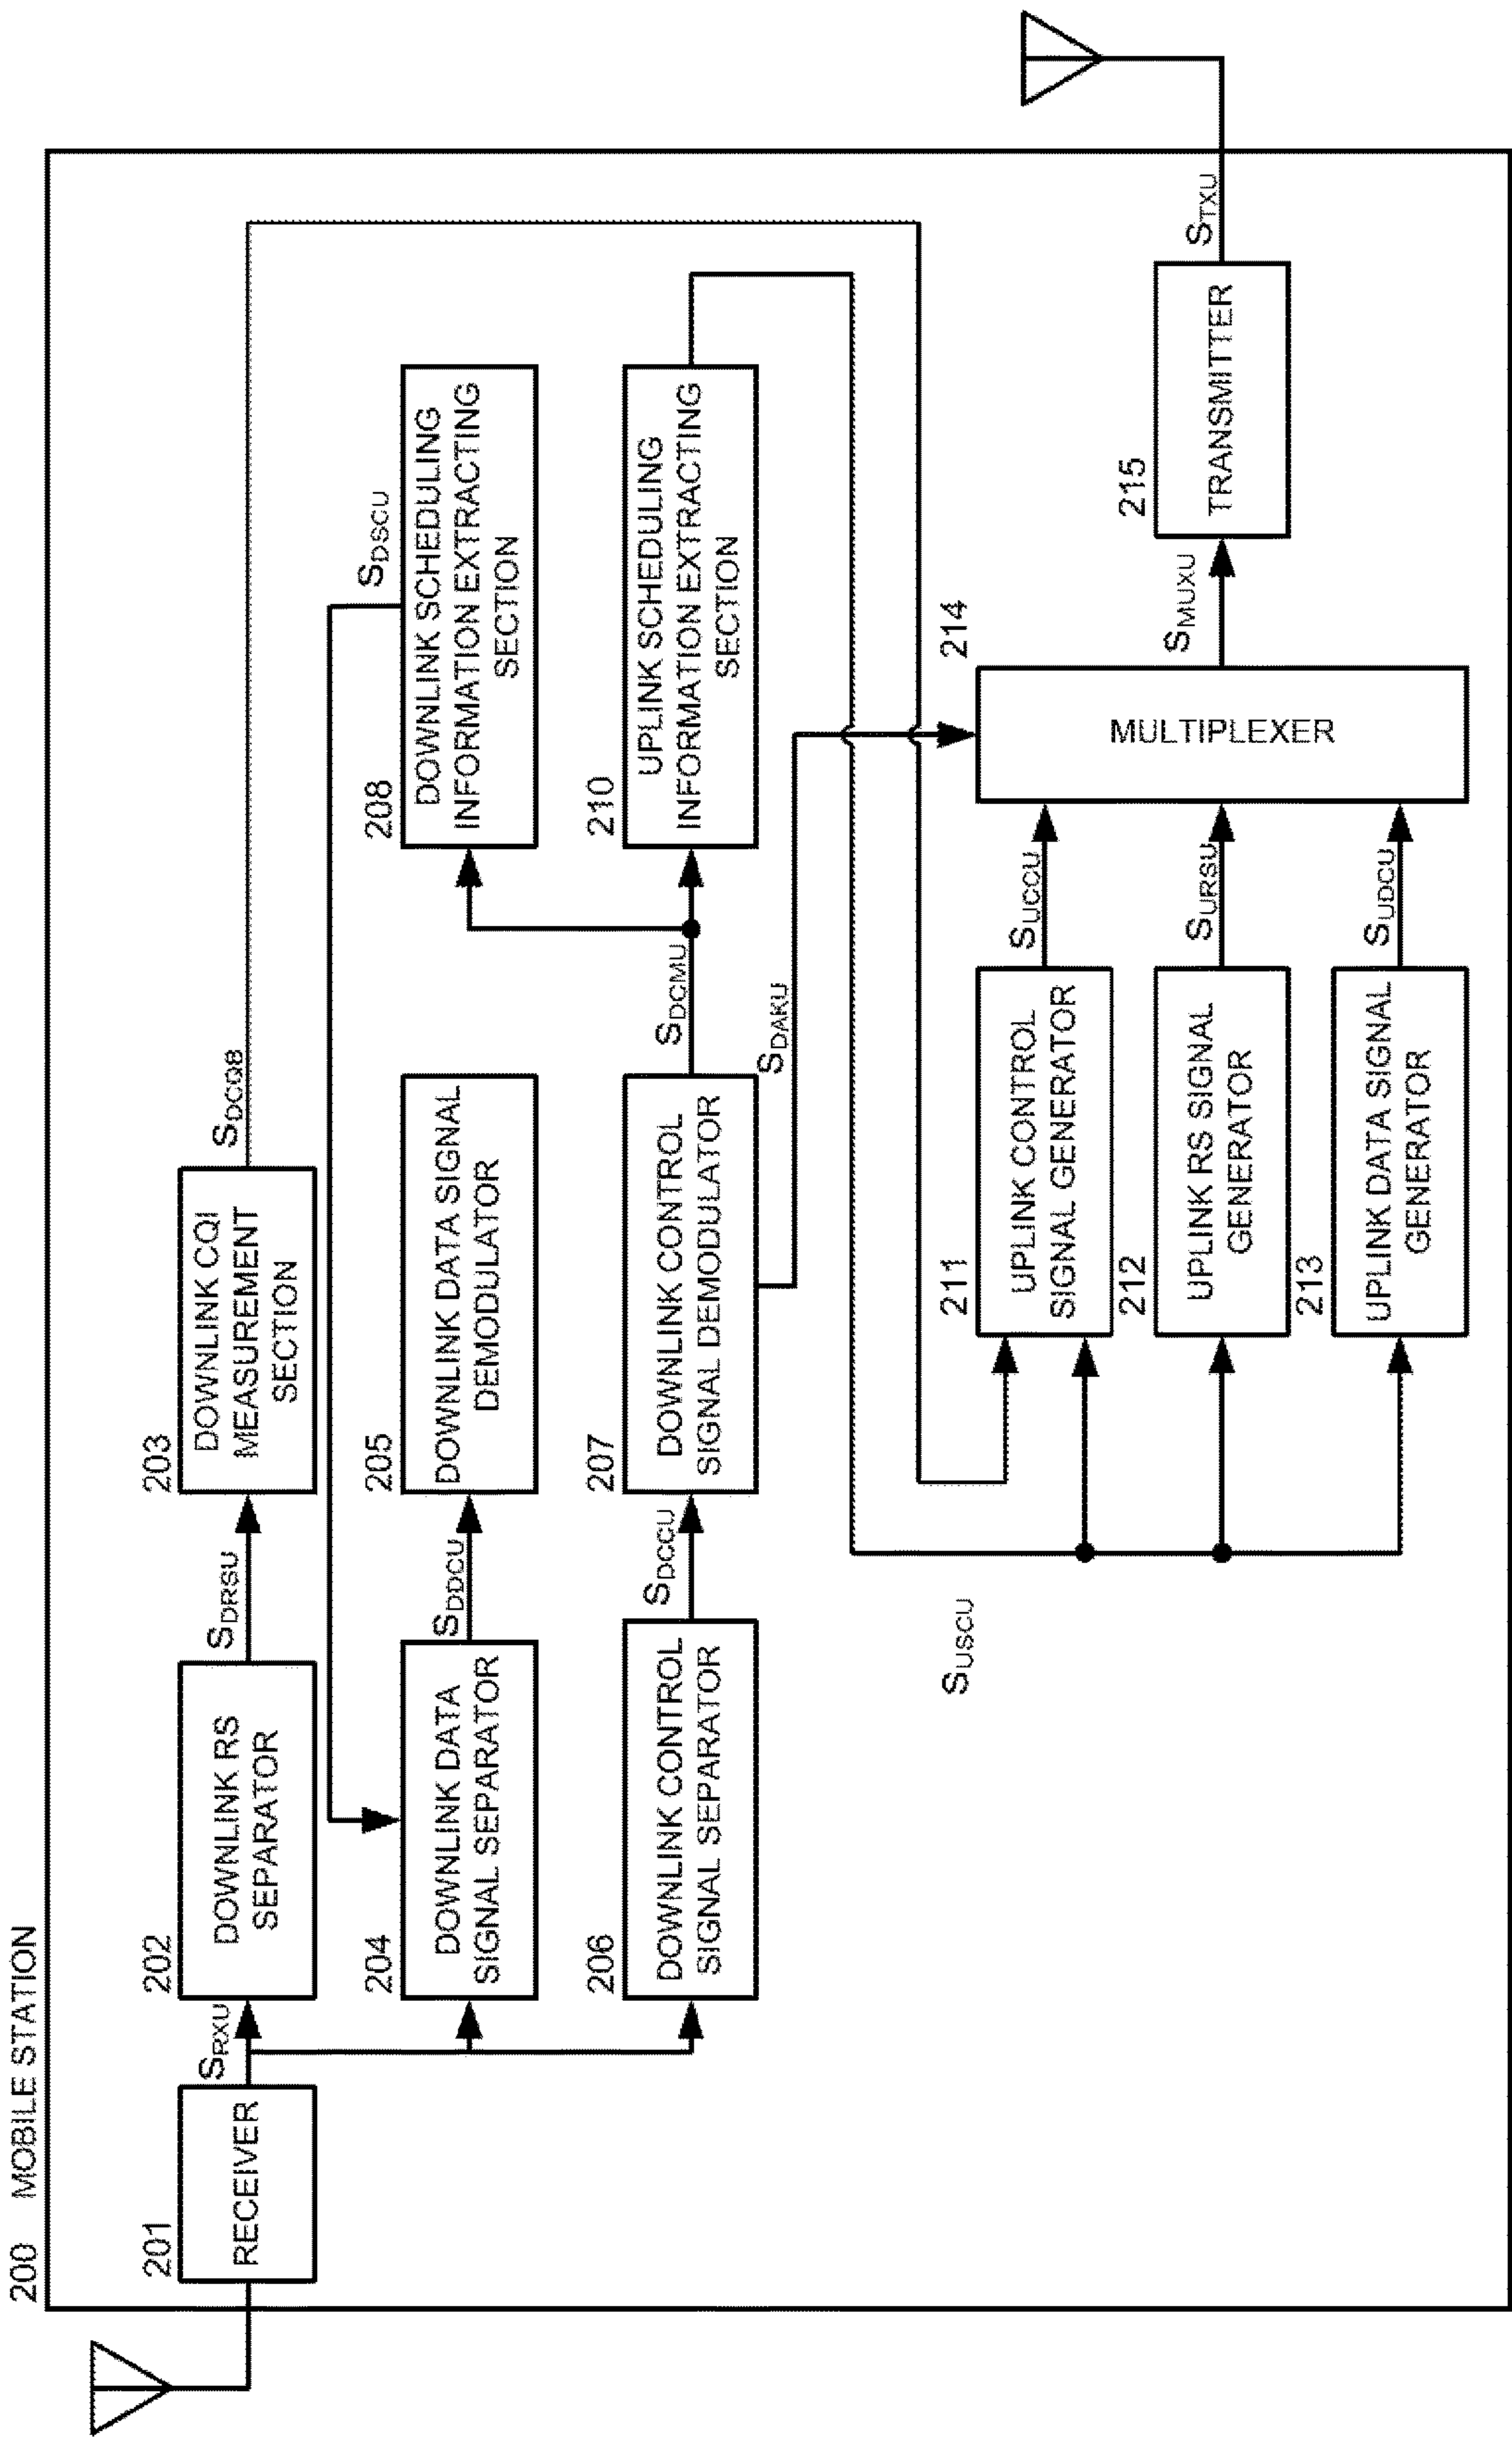 200 MOBILE STATION
201
RECEIVER
SRXU
202
DOWNLINK RS
SEPARATOR
SDRSU
203
DOWNLINK CQI
MEASUREMENT
SECTION
SDCQB
204
DOWNLINK DATA
SIGNAL SEPARATOR
SDDCU
205
DOWNLINK DATA SIGNAL
DEMODULATOR
SDSCU
208
DOWNLINK SCHEDULING
INFORMATION EXTRACTING
SECTION
206
DOWNLINK CONTROL
SIGNAL SEPARATOR
SDCCU
207
DOWNLINK CONTROL
SIGNAL DEMODULATOR
SDCMU
SDAKU
210
UPLINK SCHEDULING
INFORMATION EXTRACTING
SECTION
SUSCU
211
UPLINK CONTROL
SIGNAL GENERATOR
SUCCU
212
UPLINK RS SIGNAL
GENERATOR
SURSU
213
UPLINK DATA SIGNAL
GENERATOR
SUDCU
214
MULTIPLEXER
SMUXU
215
TRANSMITTER
STXU